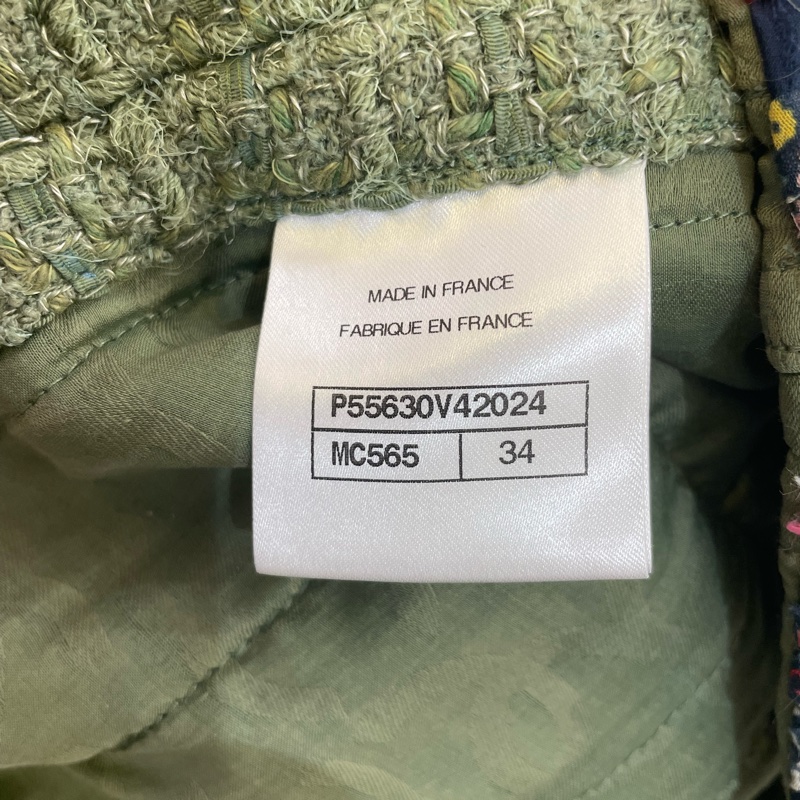 MADE IN FRANCE
FABRIQUE EN FRANCE
P55630V42024
MC565 34